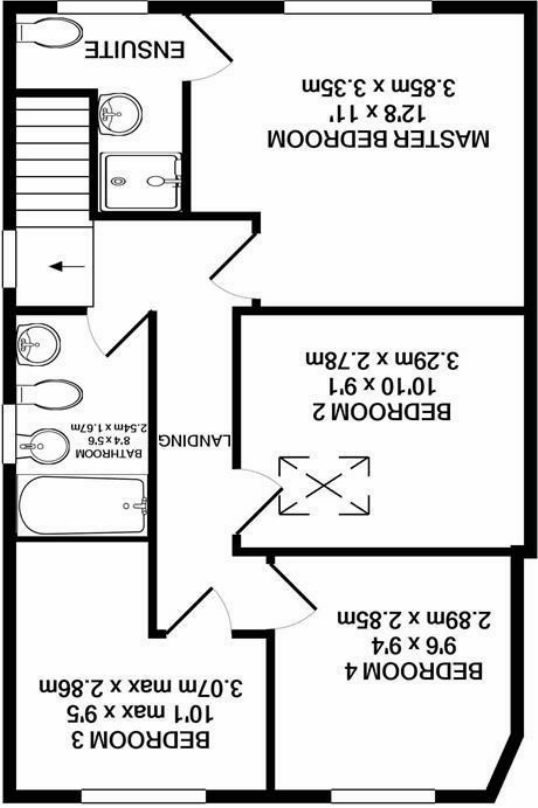 BEDROOM 3
10'1 max x 9'5
3.07m max x 2.86m
BEDROOM 4
9'6 x 9'4
2.89m x 2.85m
BATHROOM
8'4 x 5'6
2.54m x 1.67m
LANDING
BEDROOM 2
10'10 x 9'1
3.29m x 2.78m
MASTER BEDROOM
12'8 x 11'
3.85m x 3.35m
ENSUITE